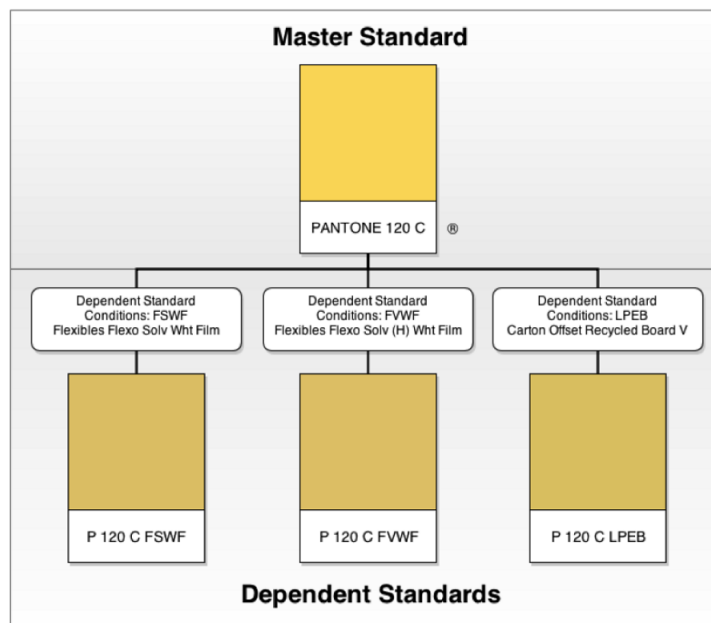 Master Standard
PANTONE 120 C ®
Dependent Standard
Conditions: FSWF
Flexibles Flexo Solv Wht Film
Dependent Standard
Conditions: FVWF
Flexibles Flexo Solv (H) Wht Film
Dependent Standard
Conditions: LPEB
Carton Offset Recycled Board V
P 120 C FSWF
P 120 C FVWF
P 120 C LPEB
Dependent Standards